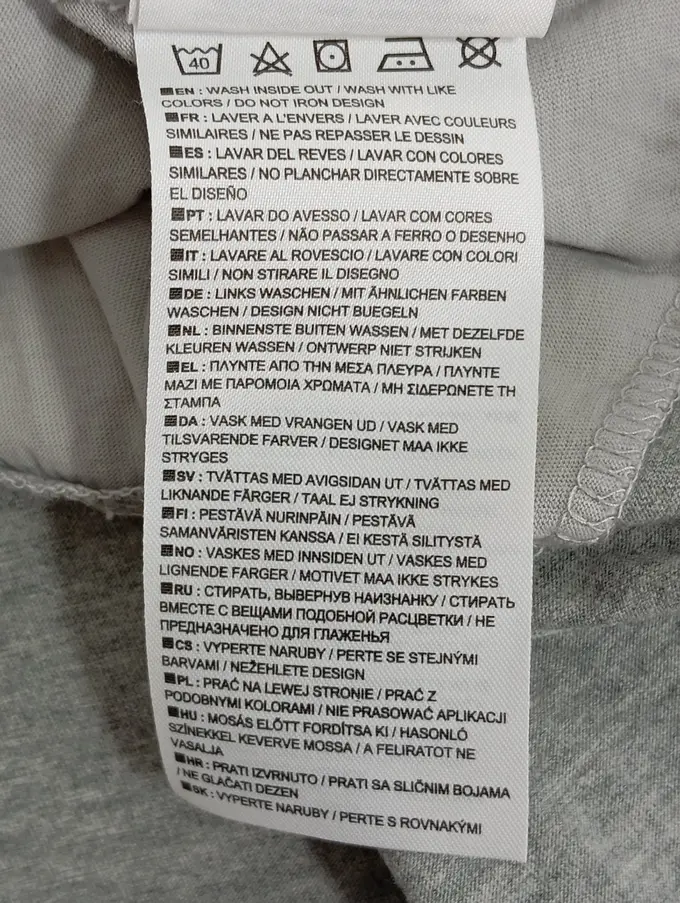 40
EN : WASH INSIDE OUT / WASH WITH LIKE
COLORS / DO NOT IRON DESIGN
FR : LAVER A L'ENVERS / LAVER AVEC COULEURS
SIMILAIRES / NE PAS REPASSER LE DESSIN
ES : LAVAR DEL REVES / LAVAR CON COLORES
SIMILARES / NO PLANCHAR DIRECTAMENTE SOBRE
EL DISEÑO
PT : LAVAR DO AVESSO / LAVAR COM CORES
SEMELHANTES / NÃO PASSAR A FERRO O DESENHO
IT : LAVARE AL ROVESCIO / LAVARE CON COLORI
SIMILI / NON STIRARE IL DISEGNO
DE : LINKS WASCHEN / MIT ÄHNLICHEN FARBEN
WASCHEN / DESIGN NICHT BUEGELN
NL : BINNENSTE BUITEN WASSEN / MET DEZELFDE
KLEUREN WASSEN / ONTWERP NIET STRIJKEN
EL : ΠΛΥΝΤΕ ΑΠΟ ΤΗΝ ΜΕΣΑ ΠΛΕΥΡΑ / ΠΛΥΝΤΕ
ΜΑΖΙ ΜΕ ΠΑΡΟΜΟΙΑ ΧΡΩΜΑΤΑ / ΜΗ ΣΙΔΕΡΩΝΕΤΕ ΤΗ
ΣΤΑΜΠΑ
DA : VASK MED VRANGEN UD / VASK MED
TILSVARENDE FARVER / DESIGNET MAA IKKE
STRYGES
SV : TVÄTTAS MED AVIGSIDAN UT / TVÄTTAS MED
LIKNANDE FÄRGER / TAAL EJ STRYKNING
FI : PESTÄVÄ NURINPÄIN / PESTÄVÄ
SAMANVÄRISTEN KANSSA / EI KESTÄ SILITYSTÄ
NO : VASKES MED INNSIDEN UT / VASKES MED
LIGNENDE FARGER / MOTIVET MAA IKKE STRYKES
RU : СТИРАТЬ, ВЫВЕРНУВ НАИЗНАНКУ / СТИРАТЬ
ВМЕСТЕ С ВЕЩАМИ ПОДОБНОЙ РАСЦВЕТКИ / НЕ
ПРЕДНАЗНАЧЕНО ДЛЯ ГЛАЖЕНЬЯ
CS : VYPERTE NARUBY / PERTE SE STEJNÝMI
BARVAMI / NEŽEHLETE DESIGN
PL : PRAĆ NA LEWEJ STRONIE / PRAĆ Z
PODOBNYMI KOLORAMI / NIE PRASOWAĆ APLIKACJI
HU : MOSÁS ELŐTT FORDÍTSA KI / HASONLÓ
SZÍNEKKEL KEVERVE MOSSA / A FELIRATOT NE
VASALJA
HR : PRATI IZVRNUTO / PRATI SA SLIČNIM BOJAMA
/ NE GLAČATI DEZEN
SK : VYPERTE NARUBY / PERTE S ROVNAKÝMI